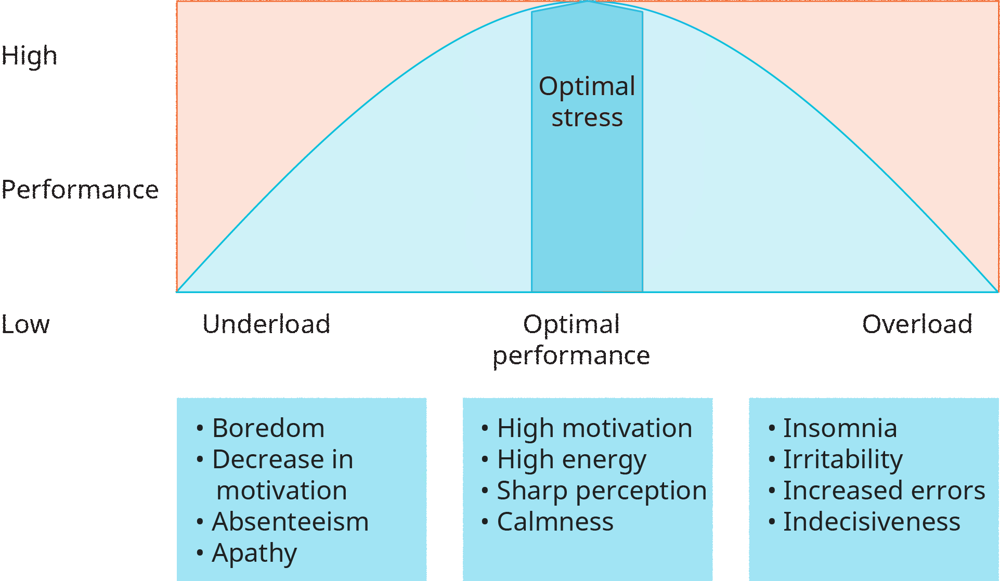 High
Optimal
stress
Performance
Low
Underload
Optimal
performance
Overload
• Boredom
• Decrease in
motivation
• Absenteeism
• Apathy
• High motivation
• High energy
• Sharp perception
• Calmness
• Insomnia
• Irritability
• Increased errors
• Indecisiveness